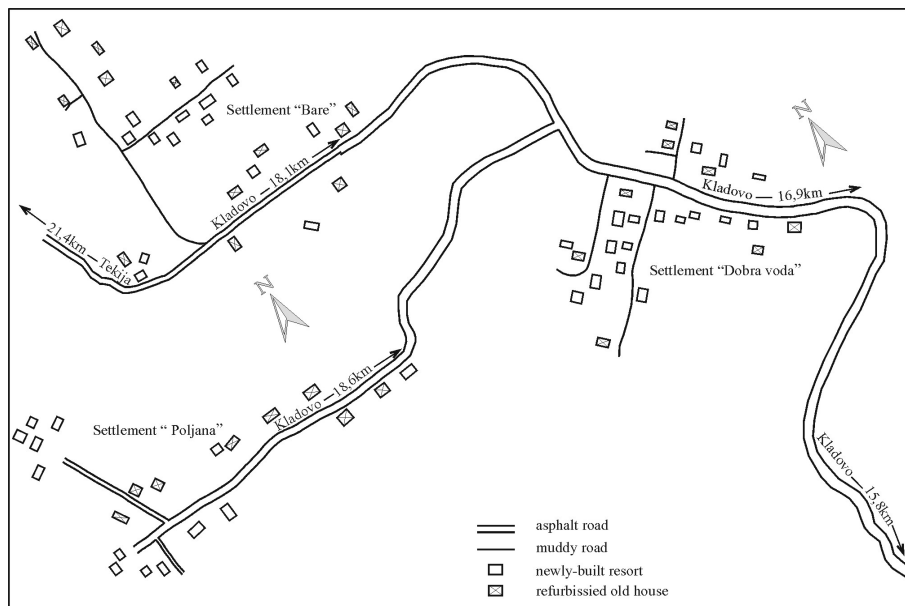 Settlement “Bare”
N
Kladovo — 18,1km
Kladovo — 16,9km
21,4km — Tekija
N
Settlement “Dobra voda”
Kladovo — 18,6km
Settlement “ Poljana”
Kladovo — 15,8km
asphalt road
muddy road
newly-built resort
refurbissied old house